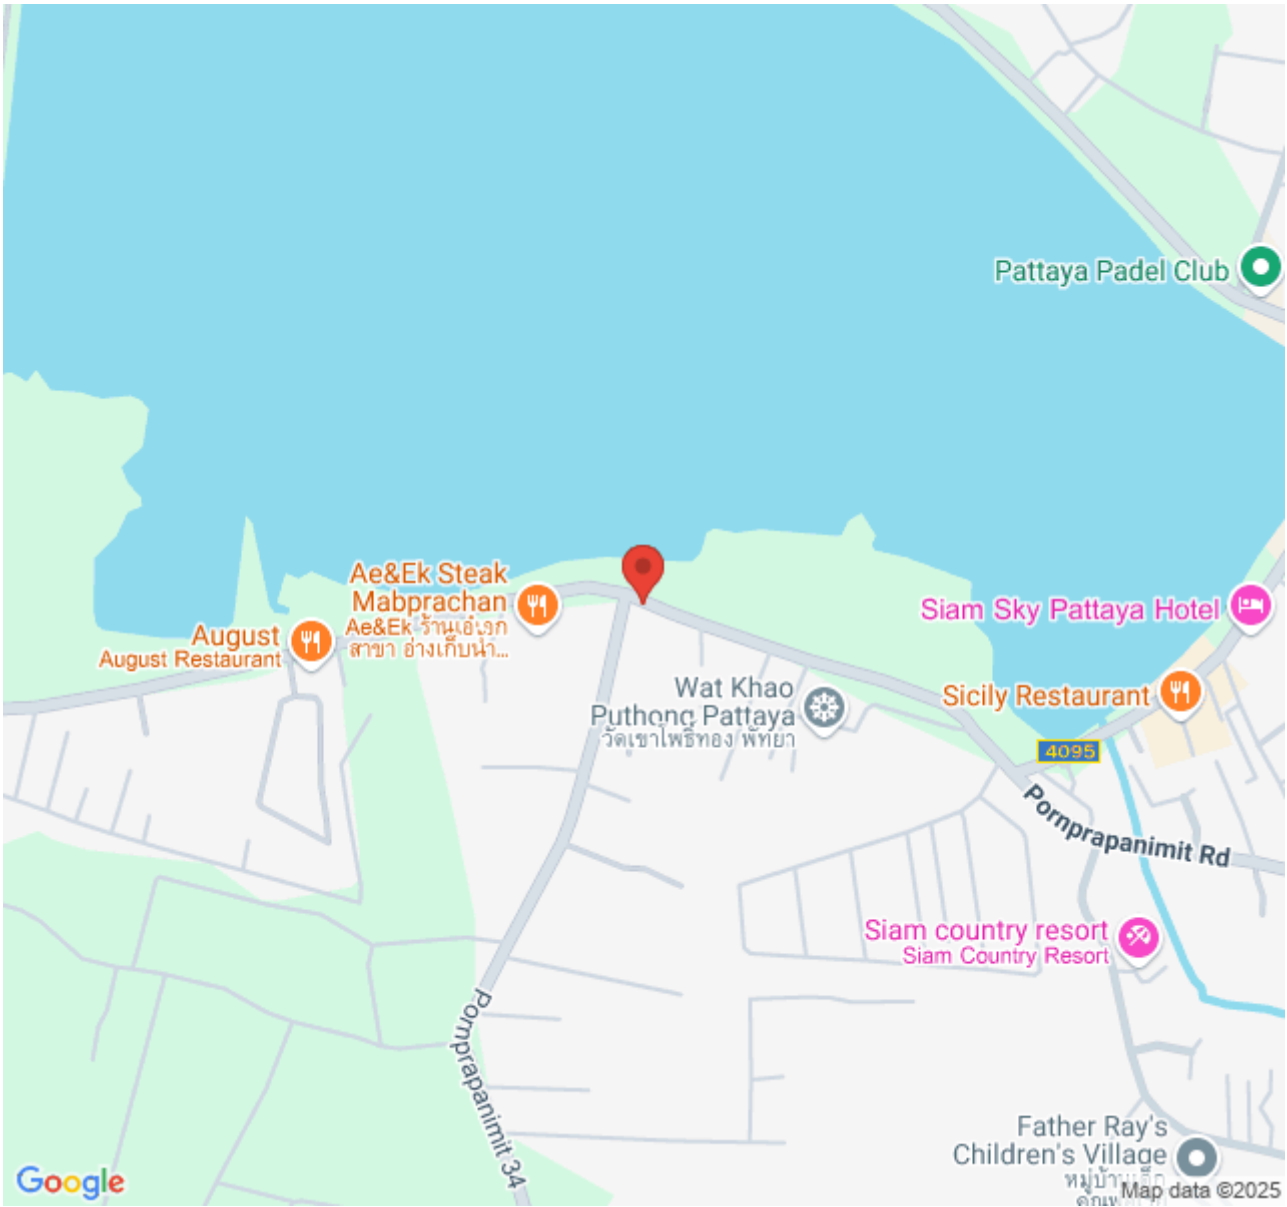 Pattaya Padel Club
Ae&Ek Steak
Mabprachan
Ae&Ek ร้านเอ๋เอก
สาขา อ่างเก็บน้ำ...
August
August Restaurant
Siam Sky Pattaya Hotel
Sicily Restaurant
Wat Khao
Puthong Pattaya
วัดเขาโพธิ์ทอง พัทยา
4095
Pornprapanimit Rd
Siam country resort
Siam Country Resort
Pornprapanimit 34
Father Ray's
Children's Village
Google
Map data ©2025